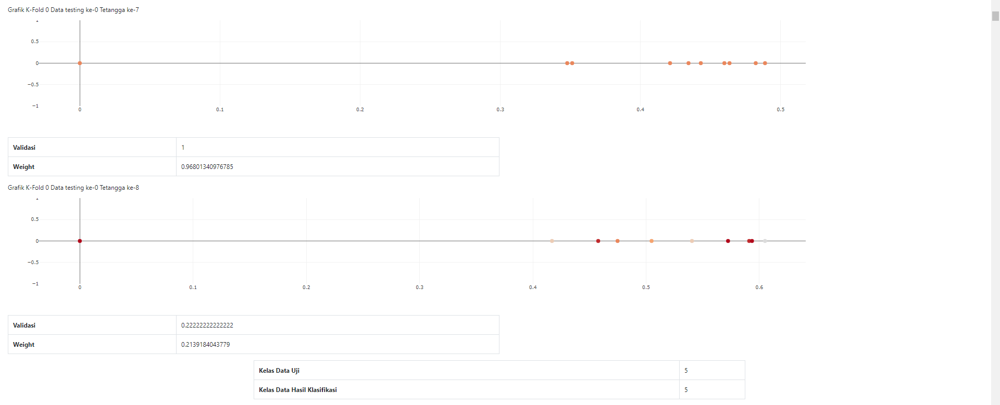 Grafik K-Fold 0 Data testing ke-0 Tetangga ke-7
1
0.5
0
−0.5
−1
0 0.1 0.2 0.3 0.4 0.5
Validasi 1
Weight 0.96801340976785
Grafik K-Fold 0 Data testing ke-0 Tetangga ke-8
1
0.5
0
−0.5
−1
0 0.1 0.2 0.3 0.4 0.5 0.6
Validasi 0.22222222222222
Weight 0.2139184043779
Kelas Data Uji 5
Kelas Data Hasil Klasifikasi 5